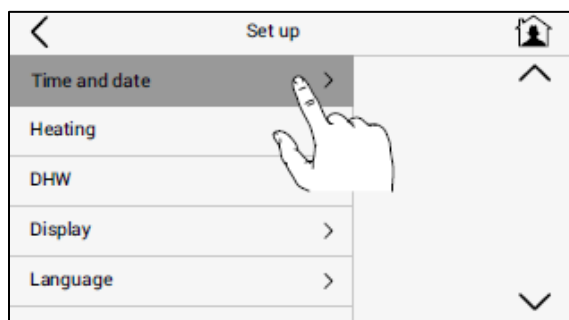 Set up
Time and date
Heating
DHW
Display
Language